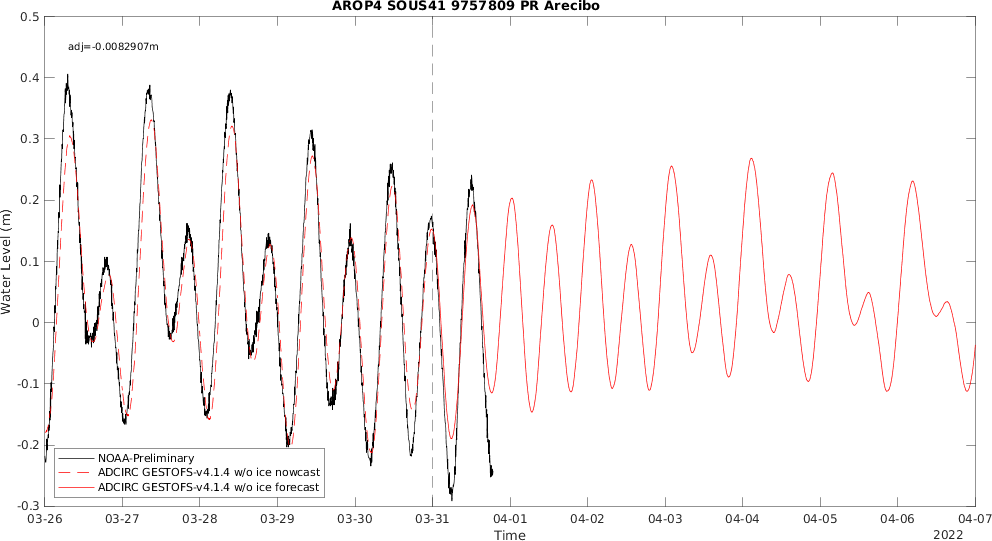 AROP4 SOUS41 9757809 PR Arecibo
adj=-0.0082907m
0.5
0.4
0.3
0.2
0.1
0
-0.1
-0.2
-0.3
Water Level (m)
NOAA-Preliminary
ADCIRC GESTOFS-v4.1.4 w/o ice nowcast
ADCIRC GESTOFS-v4.1.4 w/o ice forecast
03-26 03-27 03-28 03-29 03-30 03-31 04-01 04-02 04-03 04-04 04-05 04-06 04-07
Time
2022